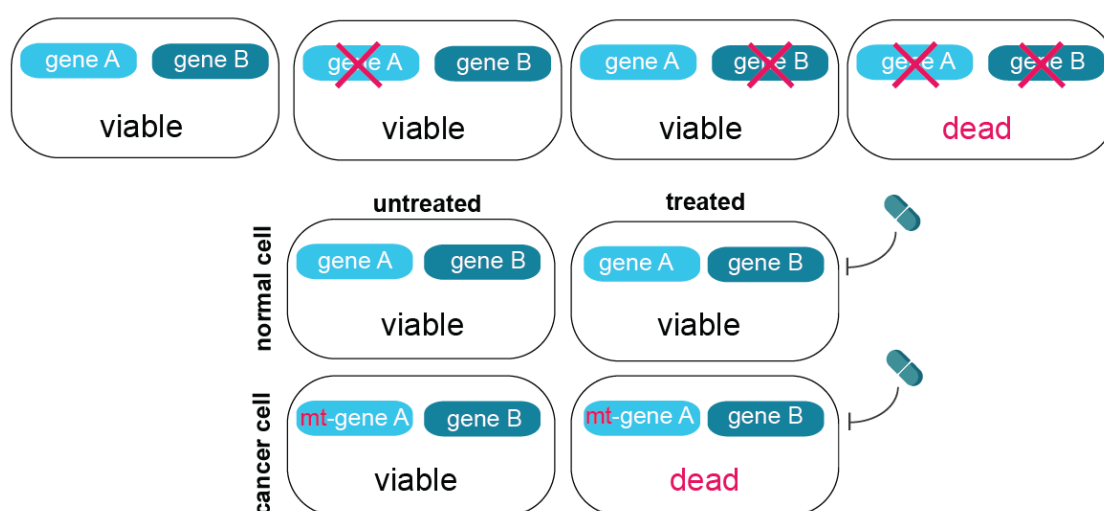 gene A gene B gene A gene B gene A gene B gene A gene B
viable viable viable dead
untreated treated
normal cell
gene A gene B gene A gene B
viable viable
cancer cell
mt-gene A gene B mt-gene A gene B
viable dead